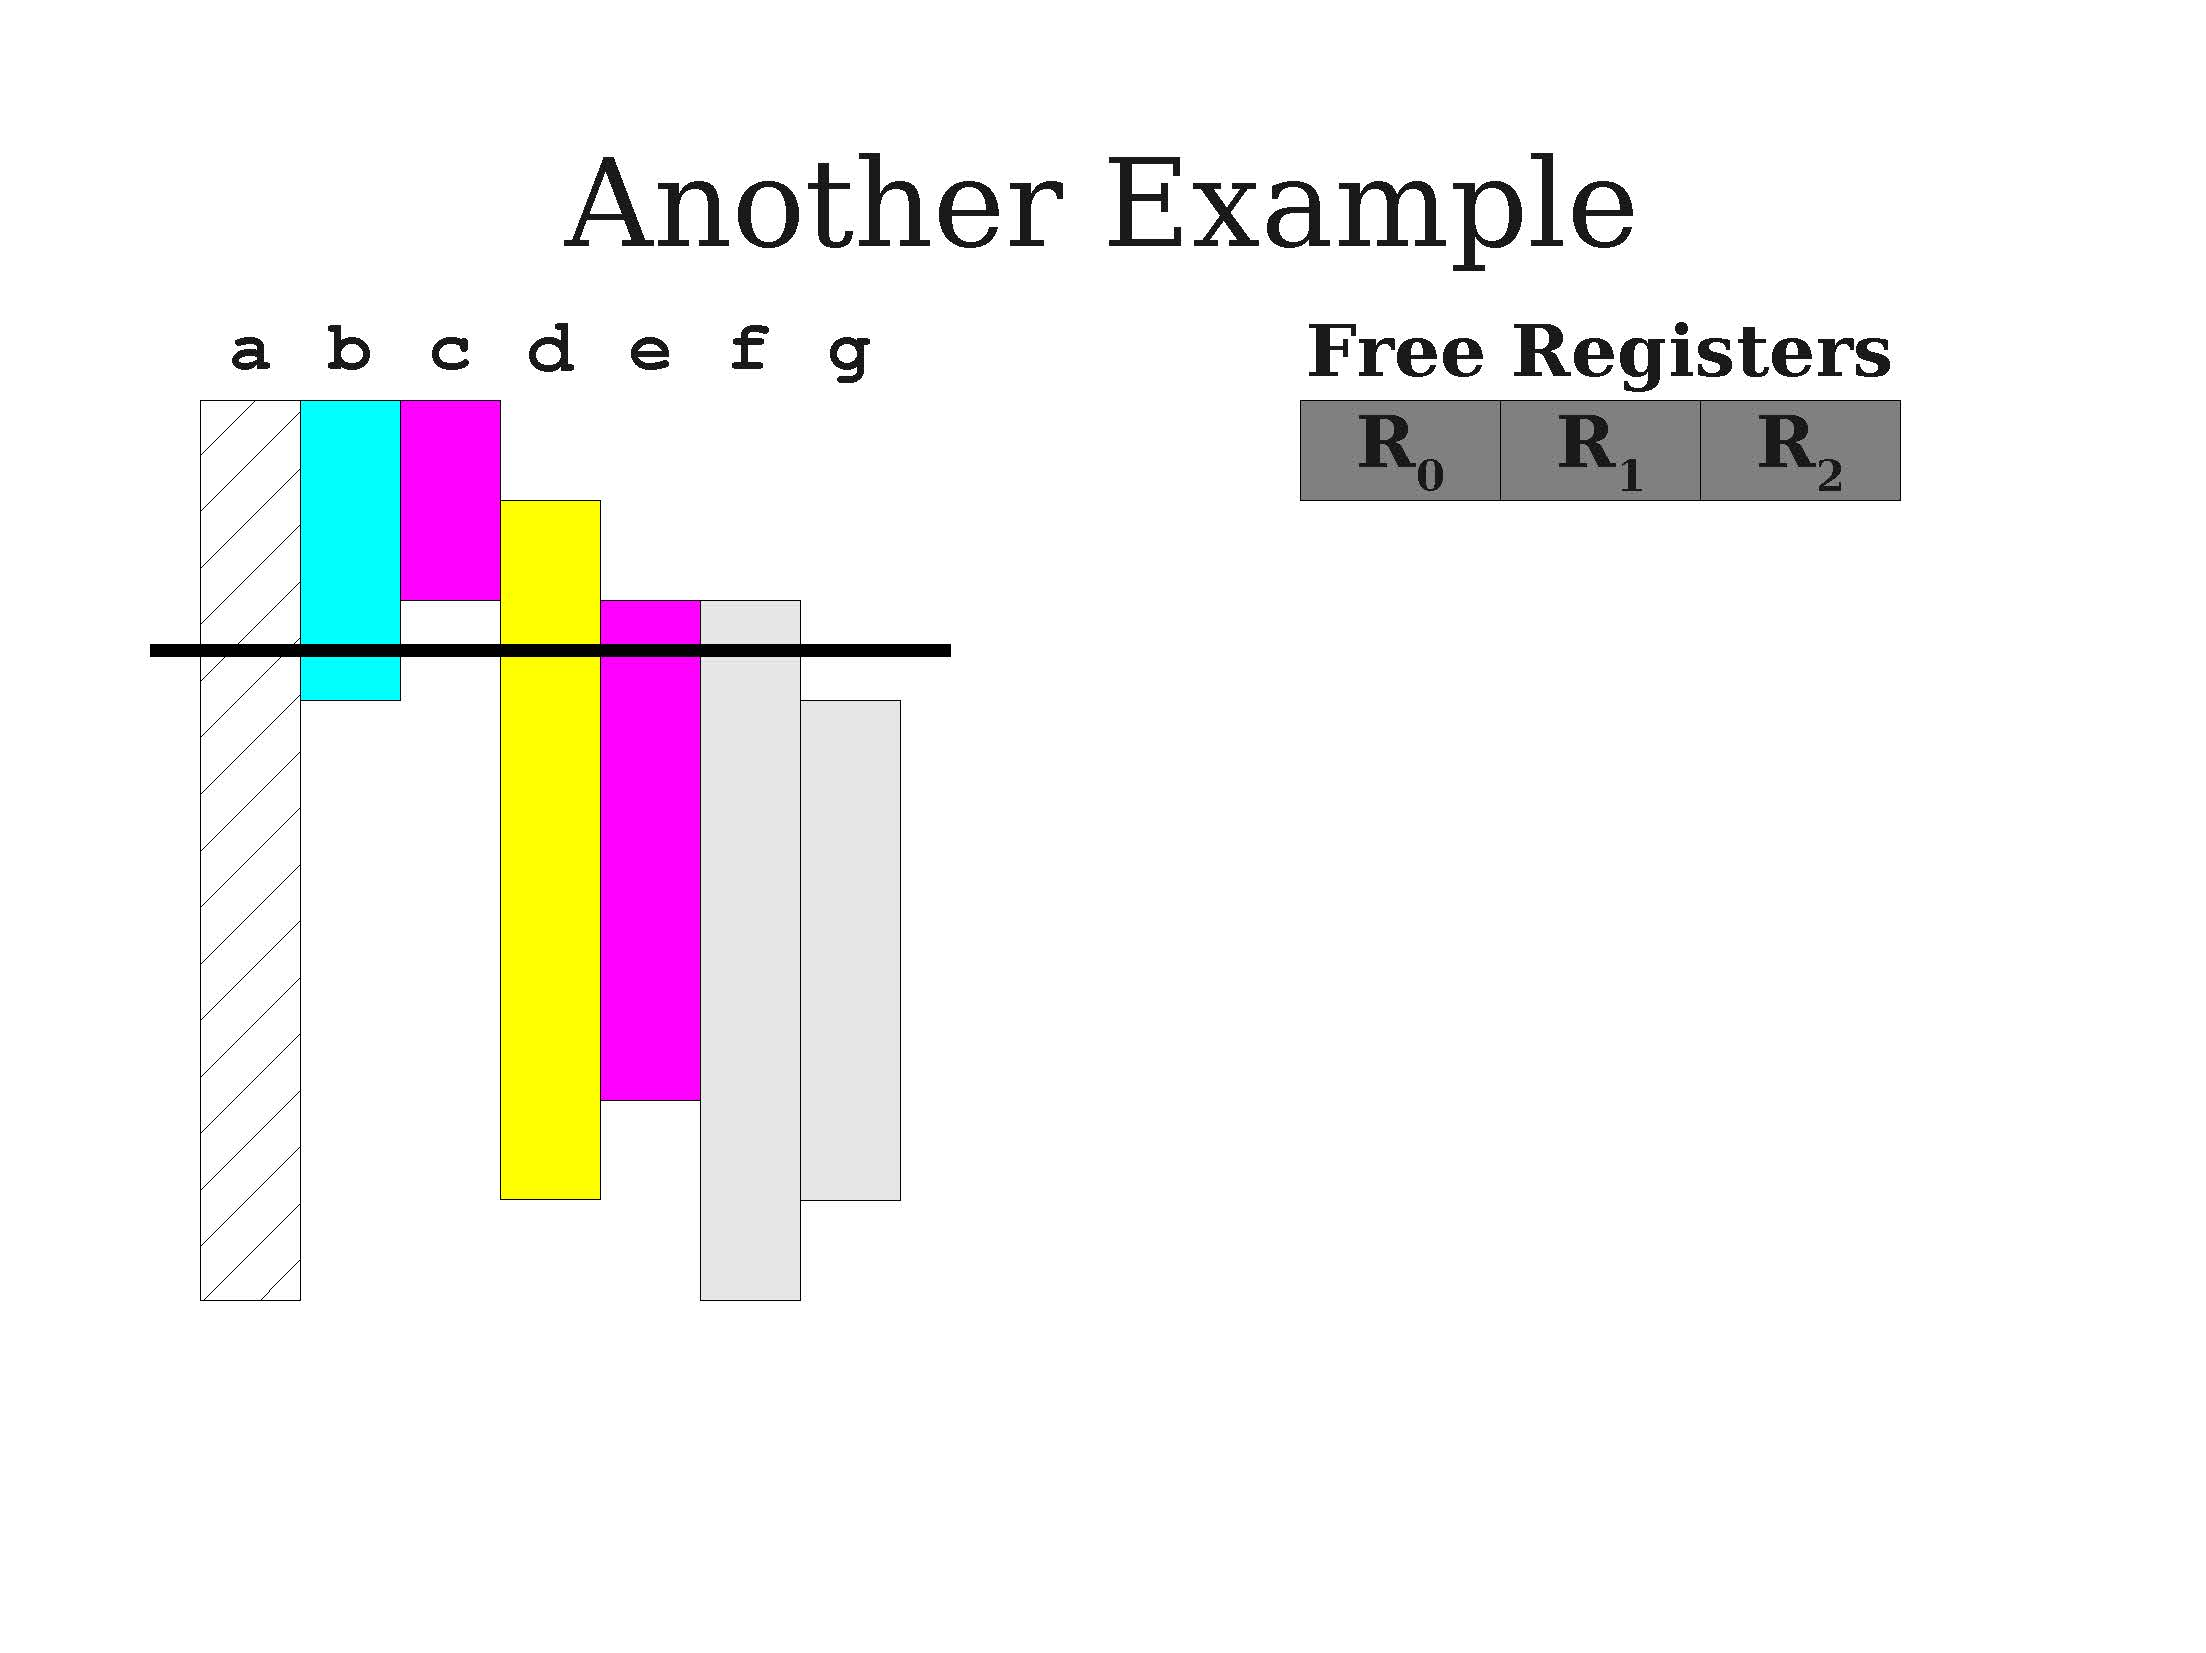 Another Example
a b c d e f g
Free Registers
R0 R1 R2